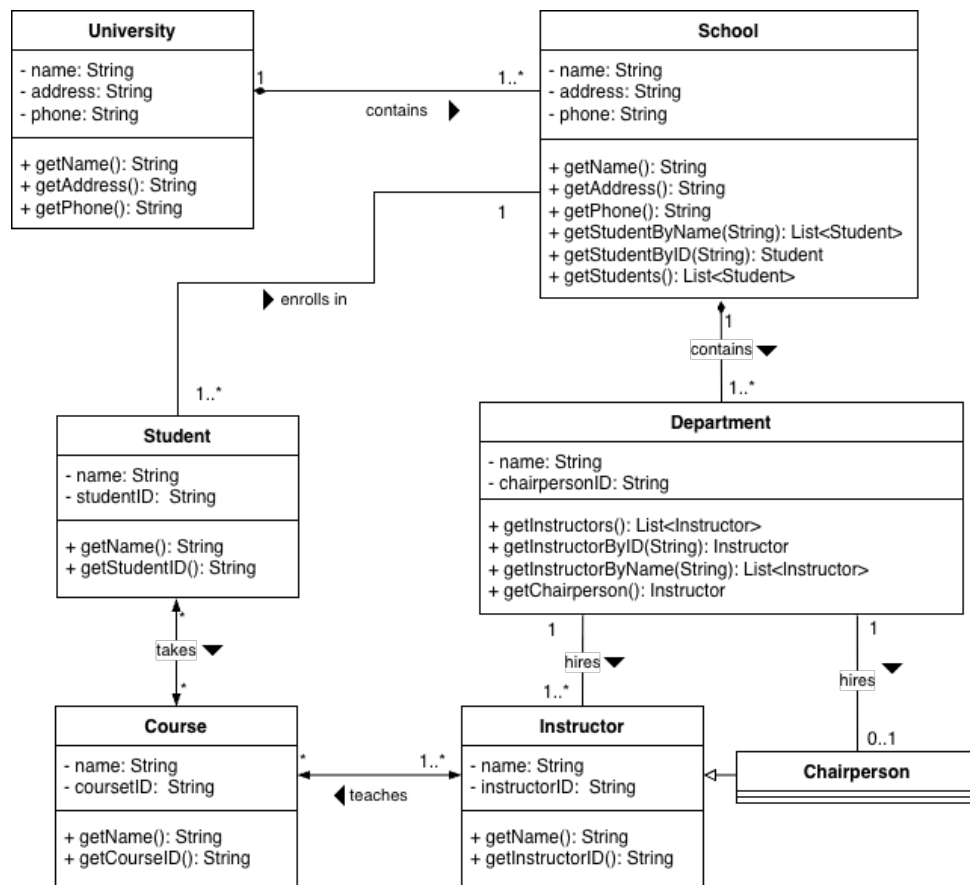 University
- name: String
- address: String
- phone: String
+ getName(): String
+ getAddress(): String
+ getPhone(): String
1
1..*
contains
School
- name: String
- address: String
- phone: String
+ getName(): String
+ getAddress(): String
+ getPhone(): String
+ getStudentByName(String): List<Student>
+ getStudentByID(String): Student
+ getStudents(): List<Student>
1
enrolls in
1..*
1
contains
1..*
Student
- name: String
- studentID: String
+ getName(): String
+ getStudentID(): String
Department
- name: String
- chairpersonID: String
+ getInstructors(): List<Instructor>
+ getInstructorByID(String): Instructor
+ getInstructorByName(String): List<Instructor>
+ getChairperson(): Instructor
*
takes
*
1
hires
1..*
1
hires
0..1
Course
- name: String
- coursetID: String
+ getName(): String
+ getCourseID(): String
*
1..*
teaches
Instructor
- name: String
- instructorID: String
+ getName(): String
+ getInstructorID(): String
Chairperson